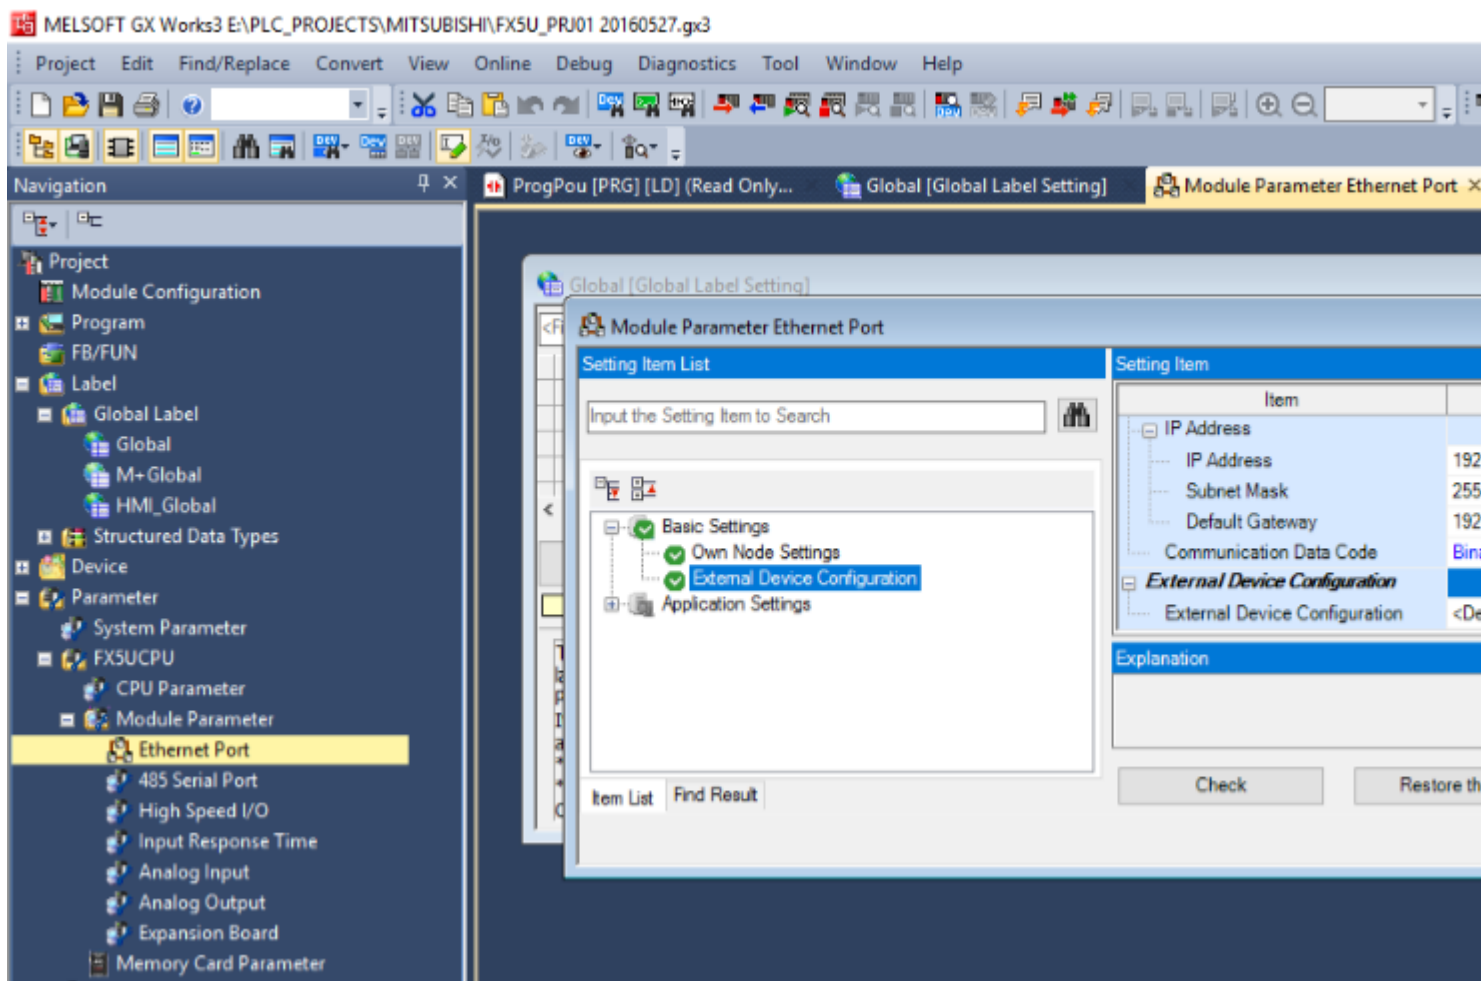 MELSOFT GX Works3 E:\PLC_PROJECTS\MITSUBISHI\FX5U_PRJ01 20160527.gx3
Project Edit Find/Replace Convert View Online Debug Diagnostics Tool Window Help
Navigation
ProgPou [PRG] [LD] (Read Only...
Global [Global Label Setting]
Module Parameter Ethernet Port
Project
Module Configuration
Program
FB/FUN
Label
Global Label
Global
M+Global
HMI_Global
Structured Data Types
Device
Parameter
System Parameter
FX5UCPU
CPU Parameter
Module Parameter
Ethernet Port
485 Serial Port
High Speed I/O
Input Response Time
Analog Input
Analog Output
Expansion Board
Memory Card Parameter
Global [Global Label Setting]
<Fi
Module Parameter Ethernet Port
Setting Item List
Input the Setting Item to Search
Basic Settings
Own Node Settings
External Device Configuration
Application Settings
Item List Find Result
Setting Item
Item
IP Address
IP Address 192
Subnet Mask 255
Default Gateway 192
Communication Data Code Bina
External Device Configuration
External Device Configuration <De
Explanation
Check Restore th